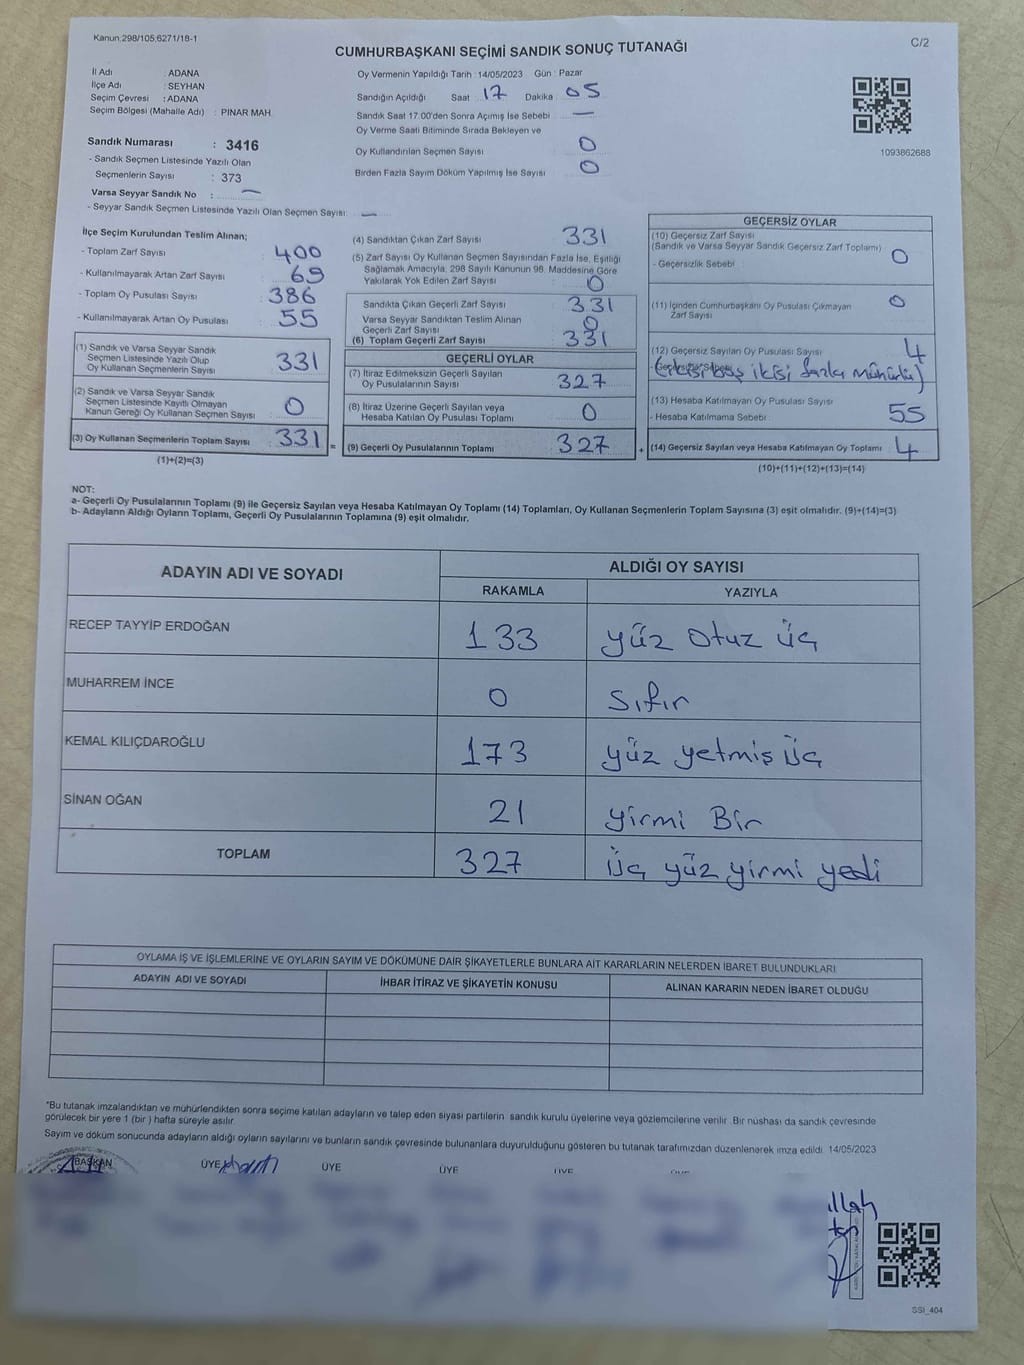 Kanun.298/105.6271/18-1
C/2
CUMHURBAŞKANI SEÇİMİ SANDIK SONUÇ TUTANAĞI
İl Adı : ADANA
İlçe Adı : SEYHAN
Seçim Çevresi : ADANA
Seçim Bölgesi (Mahalle Adı) : PINAR MAH.
Oy Vermenin Yapıldığı Tarih : 14/05/2023 Gün : Pazar
Sandığın Açıldığı Saat 17 Dakika 05
Sandık Saat 17.00'den Sonra Açımış İse Sebebi —
Oy Verme Saati Bitiminde Sırada Bekleyen ve
Oy Kullandırılan Seçmen Sayısı 0
Birden Fazla Sayım Döküm Yapılmış İse Sayısı 0
1093862688
Sandık Numarası : 3416
- Sandık Seçmen Listesinde Yazılı Olan
Seçmenlerin Sayısı : 373
Varsa Seyyar Sandık No : —
- Seyyar Sandık Seçmen Listesinde Yazılı Olan Seçmen Sayısı: —
İlçe Seçim Kurulundan Teslim Alınan;
- Toplam Zarf Sayısı : 400
- Kullanılmayarak Artan Zarf Sayısı : 69
- Toplam Oy Pusulası Sayısı : 386
- Kullanılmayarak Artan Oy Pusulası : 55
(1) Sandık ve Varsa Seyyar Sandık
Seçmen Listesinde Yazılı Olup
Oy Kullanan Seçmenlerin Sayısı 331
(2) Sandık ve Varsa Seyyar Sandık
Seçmen Listesinde Kayıtlı Olmayan
Kanun Gereği Oy Kullanan Seçmen Sayısı 0
(3) Oy Kullanan Seçmenlerin Toplam Sayısı 331 =
(1)+(2)=(3)
(4) Sandıktan Çıkan Zarf Sayısı 331
(5) Zarf Sayısı Oy Kullanan Seçmen Sayısından Fazla İse, Eşitliği
Sağlamak Amacıyla, 298 Sayılı Kanunun 98. Maddesine Göre
Yakılarak Yok Edilen Zarf Sayısı 0
Sandıkta Çıkan Geçerli Zarf Sayısı 331
Varsa Seyyar Sandıktan Teslim Alınan
Geçerli Zarf Sayısı 0
(6) Toplam Geçerli Zarf Sayısı 331
GEÇERLİ OYLAR
(7) İtiraz Edilmeksizin Geçerli Sayılan
Oy Pusulalarının Sayısı 327
(8) İtiraz Üzerine Geçerli Sayılan veya
Hesaba Katılan Oy Pusulası Toplamı 0
(9) Geçerli Oy Pusulalarının Toplamı 327 +
GEÇERSİZ OYLAR
(10) Geçersiz Zarf Sayısı
(Sandık ve Varsa Seyyar Sandık Geçersiz Zarf Toplamı) 0
- Geçersizlik Sebebi :
(11) İçinden Cumhurbaşkanı Oy Pusulası Çıkmayan
Zarf Sayısı 0
(12) Geçersiz Sayılan Oy Pusulası Sayısı 4
boş ikisi fazla mühürlü)
(13) Hesaba Katılmayan Oy Pusulası Sayısı 55
- Hesaba Katılmama Sebebi :
(14) Geçersiz Sayılan veya Hesaba Katılmayan Oy Toplamı 4
(10)+(11)+(12)+(13)=(14)
NOT:
a- Geçerli Oy Pusulalarının Toplamı (9) ile Geçersiz Sayılan veya Hesaba Katılmayan Oy Toplamı (14) Toplamları, Oy Kullanan Seçmenlerin Toplam Sayısına (3) eşit olmalıdır. (9)+(14)=(3)
b- Adayların Aldığı Oyların Toplamı, Geçerli Oy Pusulalarının Toplamına (9) eşit olmalıdır.
ADAYIN ADI VE SOYADI
ALDIĞI OY SAYISI
RAKAMLA YAZIYLA
RECEP TAYYİP ERDOĞAN 133 yüz otuz üç
MUHARREM İNCE 0 Sıfır
KEMAL KILIÇDAROĞLU 173 yüz yetmiş üç
SİNAN OĞAN 21 yirmi Bir
TOPLAM 327 üç yüz yirmi yedi
OYLAMA İŞ VE İŞLEMLERİNE VE OYLARIN SAYIM VE DÖKÜMÜNE DAİR ŞİKAYETLERLE BUNLARA AİT KARARLARIN NELERDEN İBARET BULUNDUKLARI
ADAYIN ADI VE SOYADI İHBAR İTİRAZ VE ŞİKAYETİN KONUSU ALINAN KARARIN NEDEN İBARET OLDUĞU
*Bu tutanak imzalandıktan ve mühürlendikten sonra seçime katılan adayların ve talep eden siyasi partilerin sandık kurulu üyelerine veya gözlemcilerine verilir. Bir nüshası da sandık çevresinde
görülecek bir yere 1 (bir ) hafta süreyle asılır.
Sayım ve döküm sonucunda adayların aldığı oyların sayılarını ve bunların sandık çevresinde bulunanlara duyurulduğunu gösteren bu tutanak tarafımızdan düzenlenerek imza edildi. 14/05/2023
BAŞKAN ÜYE ÜYE ÜYE ÜYE
SSI_404